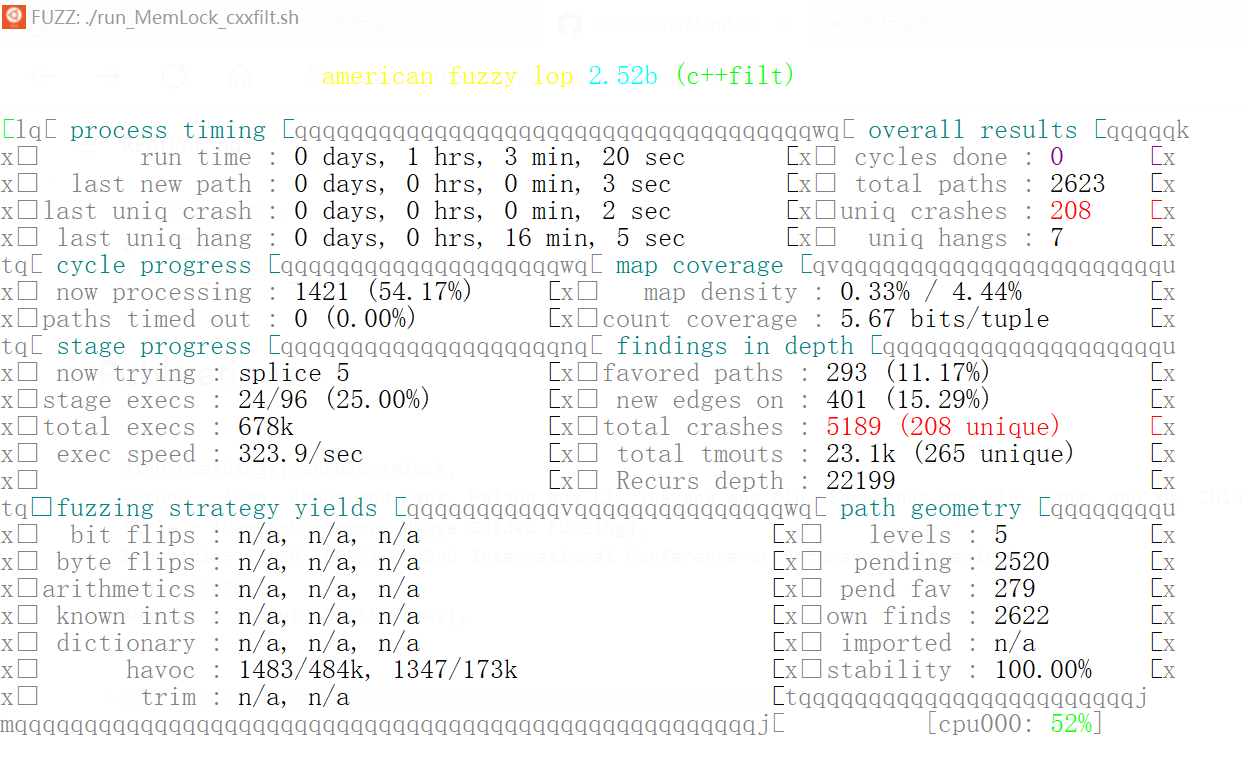 FUZZ: ./run_MemLock_cxxfilt.sh
american fuzzy lop 2.52b (c++filt)
[lq[ process timing [qqqqqqqqqqqqqqqqqqqqqqqqqqqqqqqqqqqqqwq[ overall results [qqqqqk
x□ run time : 0 days, 1 hrs, 3 min, 20 sec [x□ cycles done : 0 [x
x□ last new path : 0 days, 0 hrs, 0 min, 3 sec [x□ total paths : 2623 [x
x□last uniq crash : 0 days, 0 hrs, 0 min, 2 sec [x□uniq crashes : 208 [x
x□ last uniq hang : 0 days, 0 hrs, 16 min, 5 sec [x□ uniq hangs : 7 [x
tq[ cycle progress [qqqqqqqqqqqqqqqqqqqqwq[ map coverage [qvqqqqqqqqqqqqqqqqqqqqqqqu
x□ now processing : 1421 (54.17%) [x□ map density : 0.33% / 4.44% [x
x□paths timed out : 0 (0.00%) [x□count coverage : 5.67 bits/tuple [x
tq[ stage progress [qqqqqqqqqqqqqqqqqqqqnq[ findings in depth [qqqqqqqqqqqqqqqqqqqqu
x□ now trying : splice 5 [x□favored paths : 293 (11.17%) [x
x□stage execs : 24/96 (25.00%) [x□ new edges on : 401 (15.29%) [x
x□total execs : 678k [x□total crashes : 5189 (208 unique) [x
x□ exec speed : 323.9/sec [x□ total tmouts : 23.1k (265 unique) [x
x□ [x□ Recurs depth : 22199 [x
tq□fuzzing strategy yields [qqqqqqqqqqqvqqqqqqqqqqqqqqqwq[ path geometry [qqqqqqqqu
x□ bit flips : n/a, n/a, n/a [x□ levels : 5 [x
x□ byte flips : n/a, n/a, n/a [x□ pending : 2520 [x
x□arithmetics : n/a, n/a, n/a [x□ pend fav : 279 [x
x□ known ints : n/a, n/a, n/a [x□own finds : 2622 [x
x□ dictionary : n/a, n/a, n/a [x□ imported : n/a [x
x□ havoc : 1483/484k, 1347/173k [x□stability : 100.00% [x
x□ trim : n/a, n/a [tqqqqqqqqqqqqqqqqqqqqqqqqj
mqqqqqqqqqqqqqqqqqqqqqqqqqqqqqqqqqqqqqqqqqqqqqqqqqqqqqj[ [cpu000: 52%]